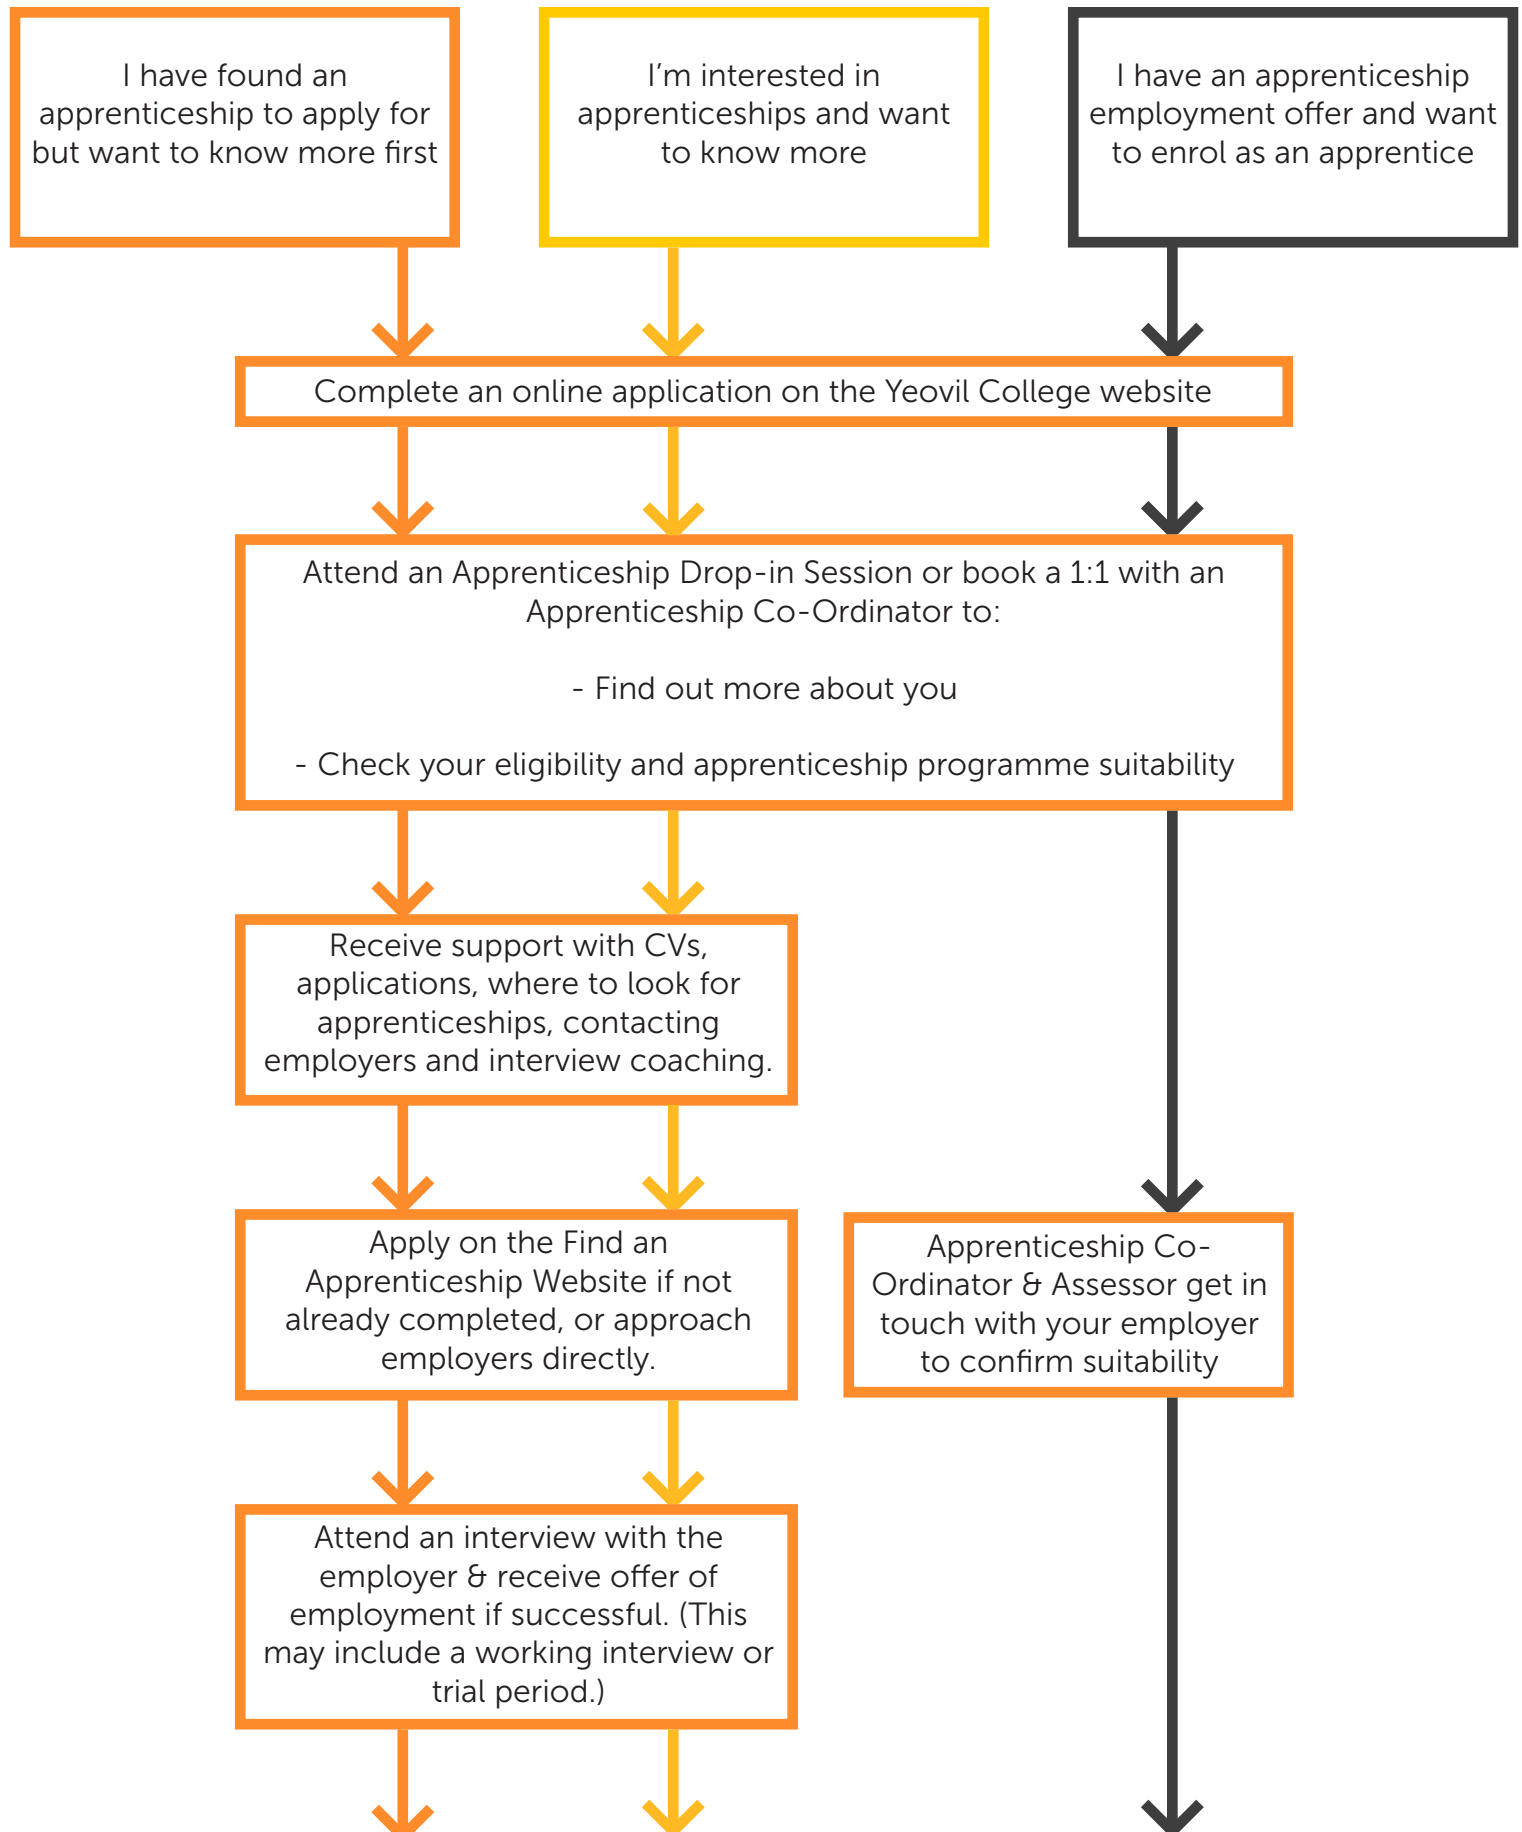 I have found an
apprenticeship to apply for
but want to know more first
I'm interested in
apprenticeships and want
to know more
I have an apprenticeship
employment offer and want
to enrol as an apprentice
Complete an online application on the Yeovil College website
Attend an Apprenticeship Drop-in Session or book a 1:1 with an
Apprenticeship Co-Ordinator to:
- Find out more about you
- Check your eligibility and apprenticeship programme suitability
Receive support with CVs,
applications, where to look for
apprenticeships, contacting
employers and interview coaching.
Apply on the Find an
Apprenticeship Website if not
already completed, or approach
employers directly.
Apprenticeship Co-
Ordinator & Assessor get in
touch with your employer
to confirm suitability
Attend an interview with the
employer & receive offer of
employment if successful. (This
may include a working interview or
trial period.)